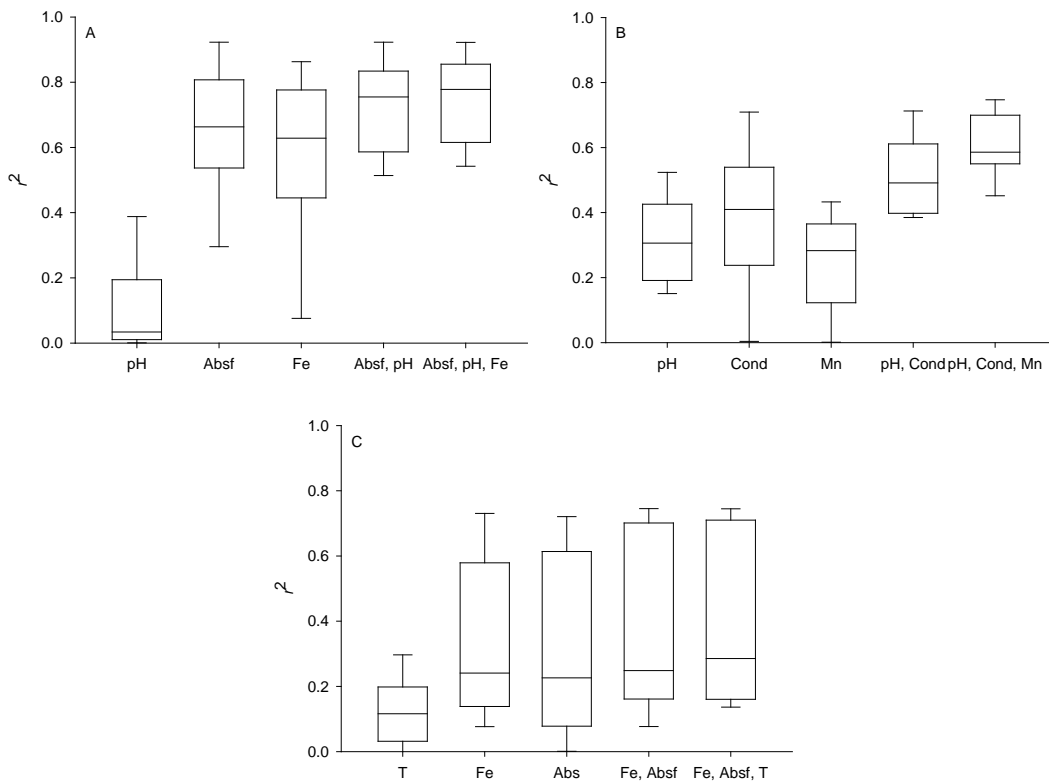 A
1.0
0.8
0.6
0.4
0.2
0.0
r²
pH Absf Fe Absf, pH Absf, pH, Fe
B
1.0
0.8
0.6
0.4
0.2
0.0
r²
pH Cond Mn pH, Cond pH, Cond, Mn
C
1.0
0.8
0.6
0.4
0.2
0.0
r²
T Fe Abs Fe, Absf Fe, Absf, T